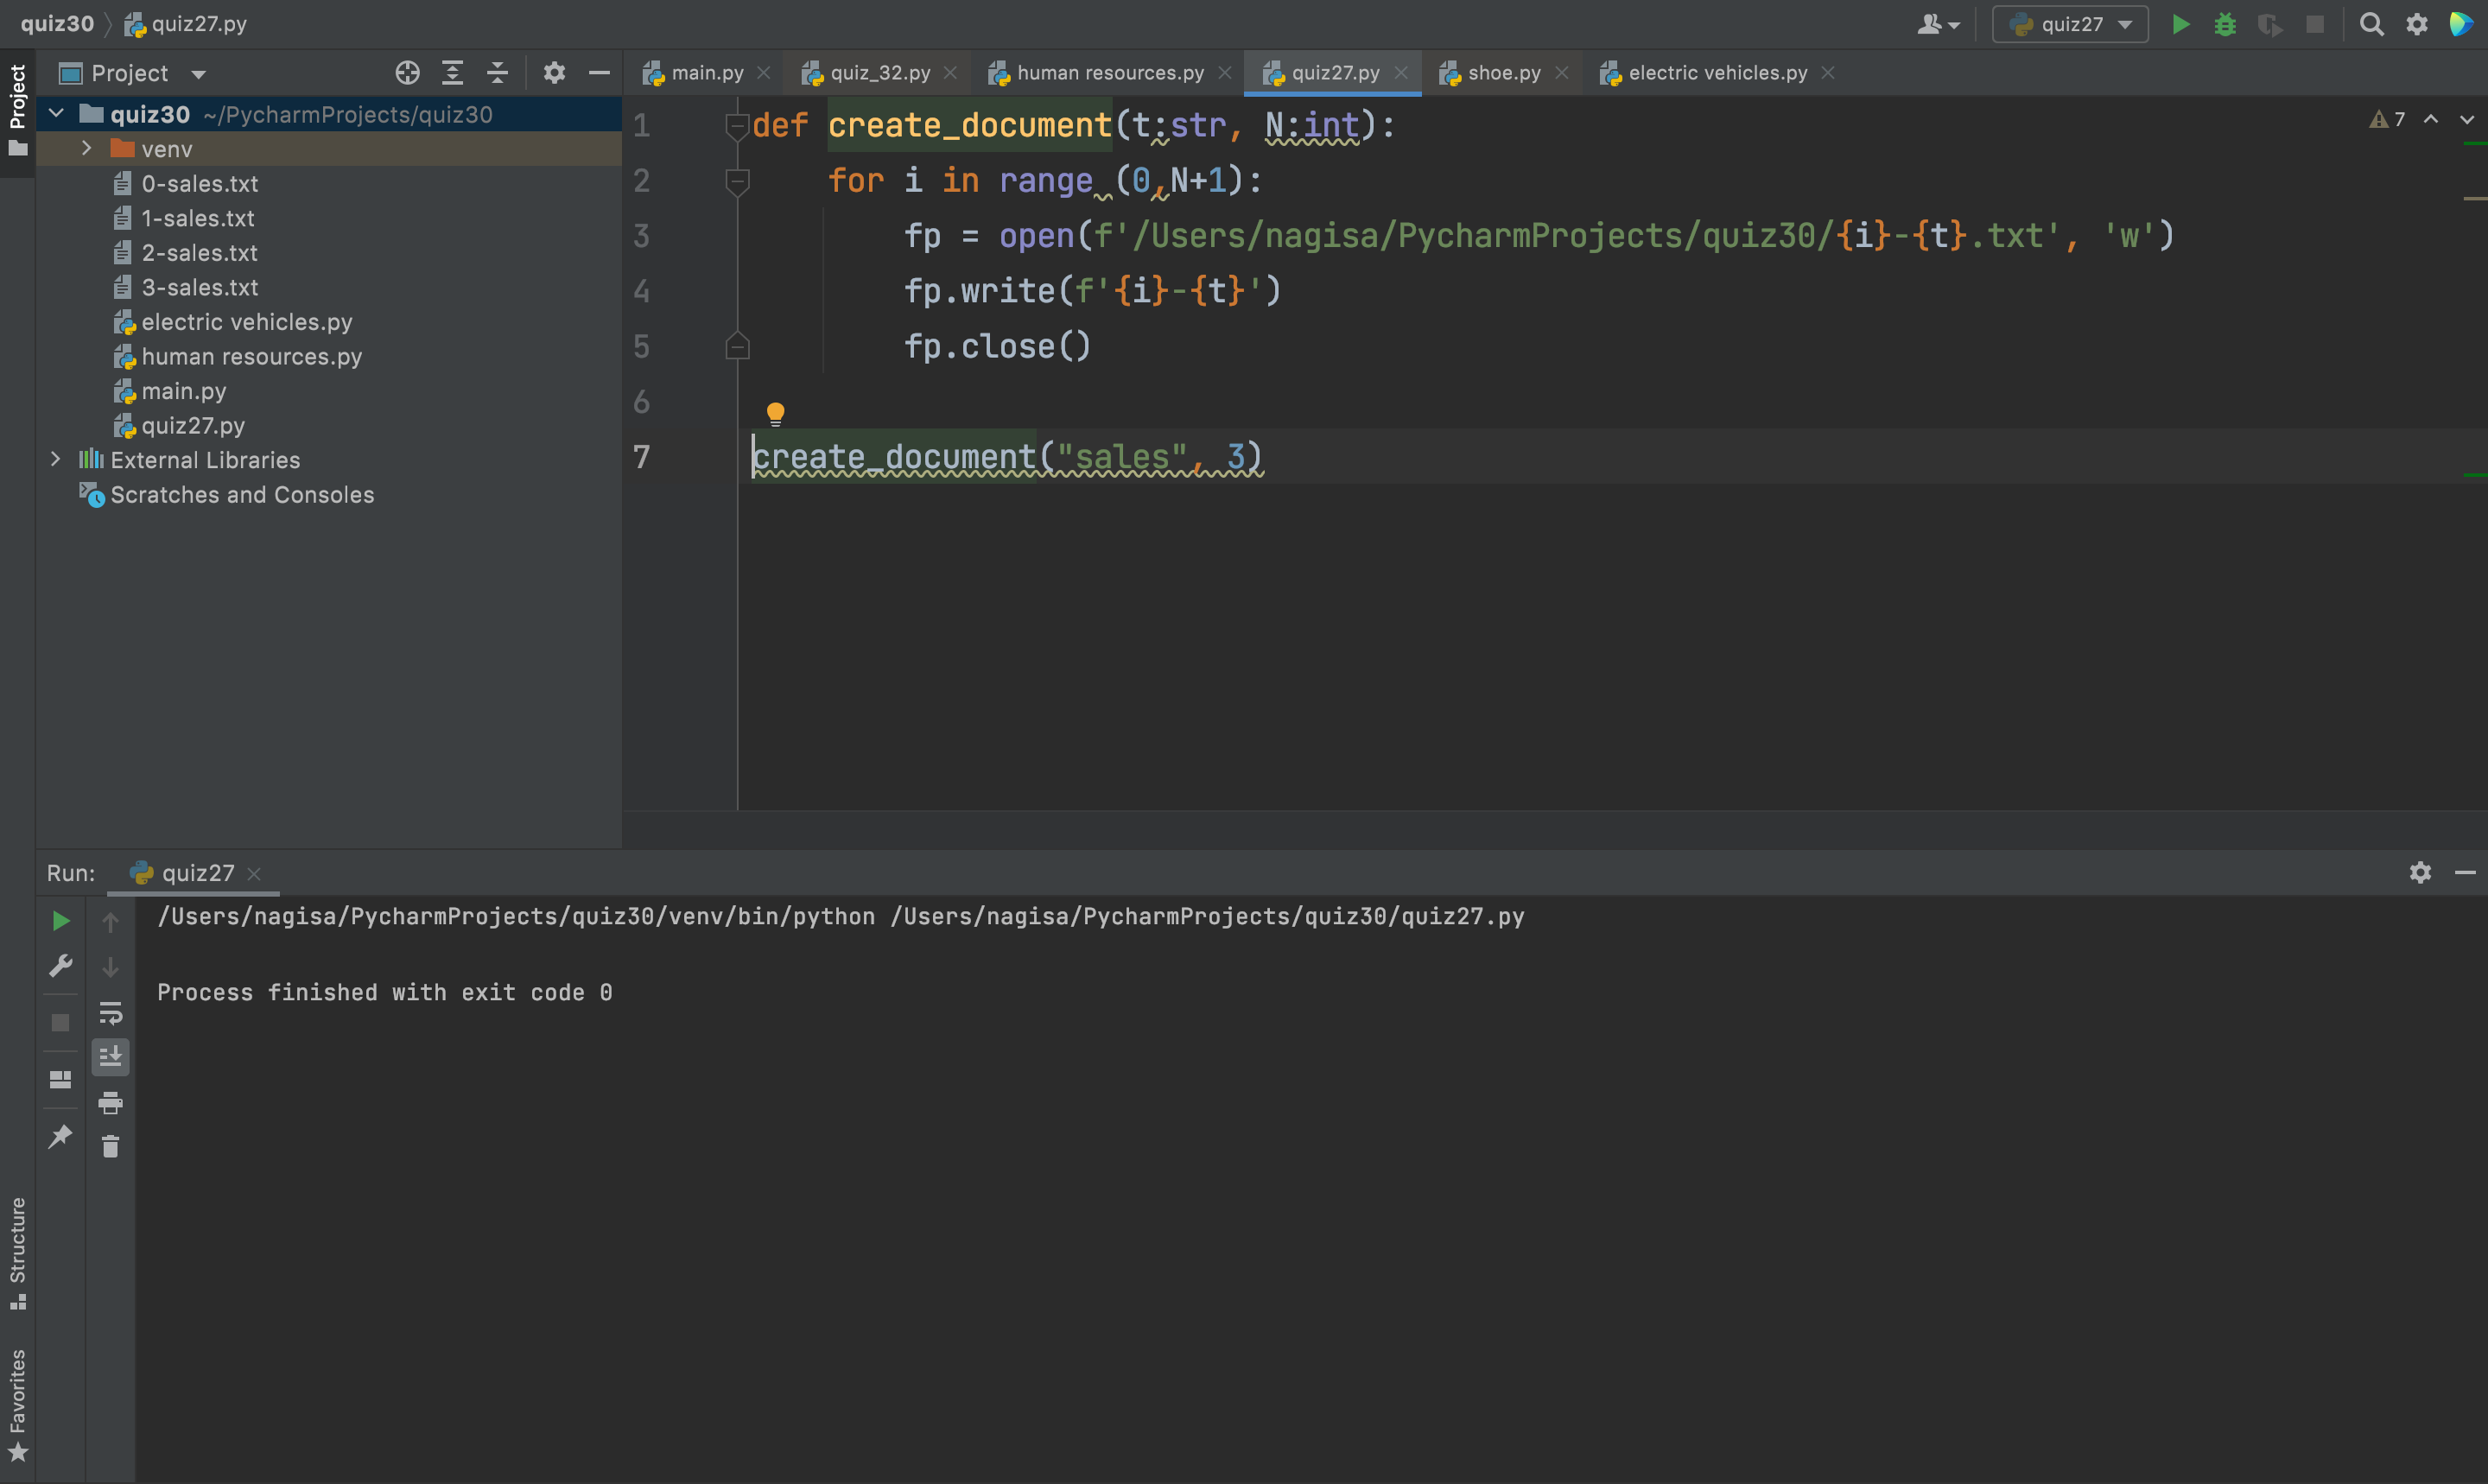 quiz30 quiz27.py
quiz27
Project
Project
main.py
quiz_32.py
human resources.py
quiz27.py
shoe.py
electric vehicles.py
quiz30 ~/PycharmProjects/quiz30
venv
0-sales.txt
1-sales.txt
2-sales.txt
3-sales.txt
electric vehicles.py
human resources.py
main.py
quiz27.py
External Libraries
Scratches and Consoles
7
1 def create_document(t:str, N:int):
2 for i in range (0,N+1):
3 fp = open(f'/Users/nagisa/PycharmProjects/quiz30/{i}-{t}.txt', 'w')
4 fp.write(f'{i}-{t}')
5 fp.close()
6
7 create_document("sales", 3)
Run: quiz27
/Users/nagisa/PycharmProjects/quiz30/venv/bin/python /Users/nagisa/PycharmProjects/quiz30/quiz27.py
Process finished with exit code 0
Structure
Favorites